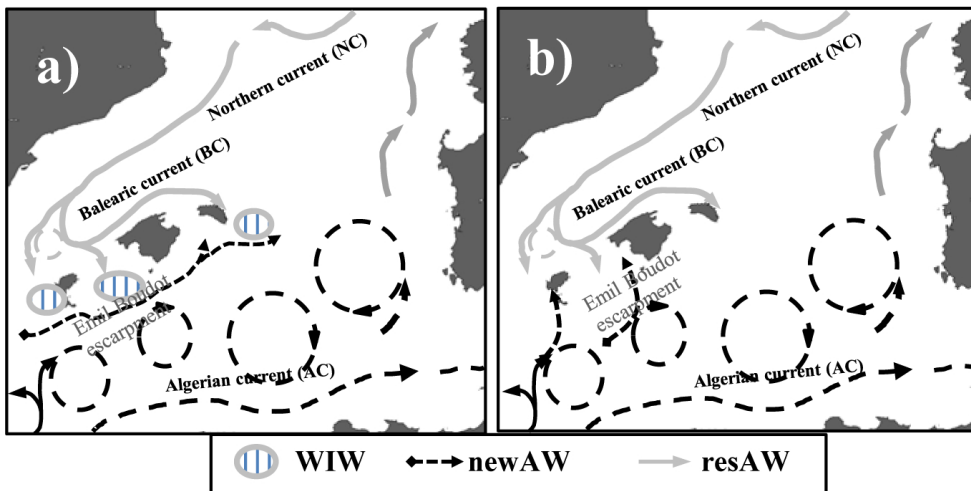 a)
Northern current (NC)
Balearic current (BC)
Emil Boudot
escarpment
Algerian current (AC)
b)
Northern current (NC)
Balearic current (BC)
Emil Boudot
escarpment
Algerian current (AC)
WIW newAW resAW